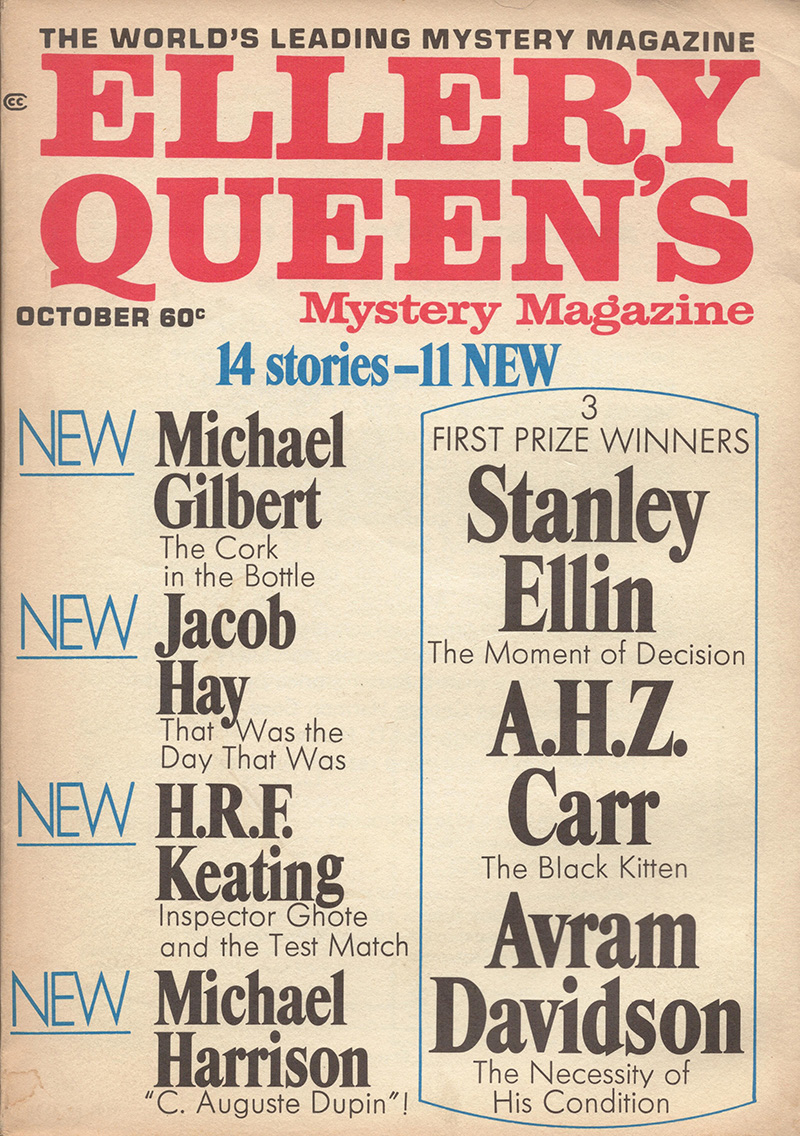 THE WORLD'S LEADING MYSTERY MAGAZINE
CC
ELLERY
QUEEN'S
Mystery Magazine
OCTOBER 60c
14 stories–11 NEW
NEW Michael
Gilbert
The Cork
in the Bottle
NEW Jacob
Hay
That Was the
Day That Was
NEW H.R.F.
Keating
Inspector Ghote
and the Test Match
NEW Michael
Harrison
"C. Auguste Dupin"!
3
FIRST PRIZE WINNERS
Stanley
Ellin
The Moment of Decision
A.H.Z.
Carr
The Black Kitten
Avram
Davidson
The Necessity of
His Condition